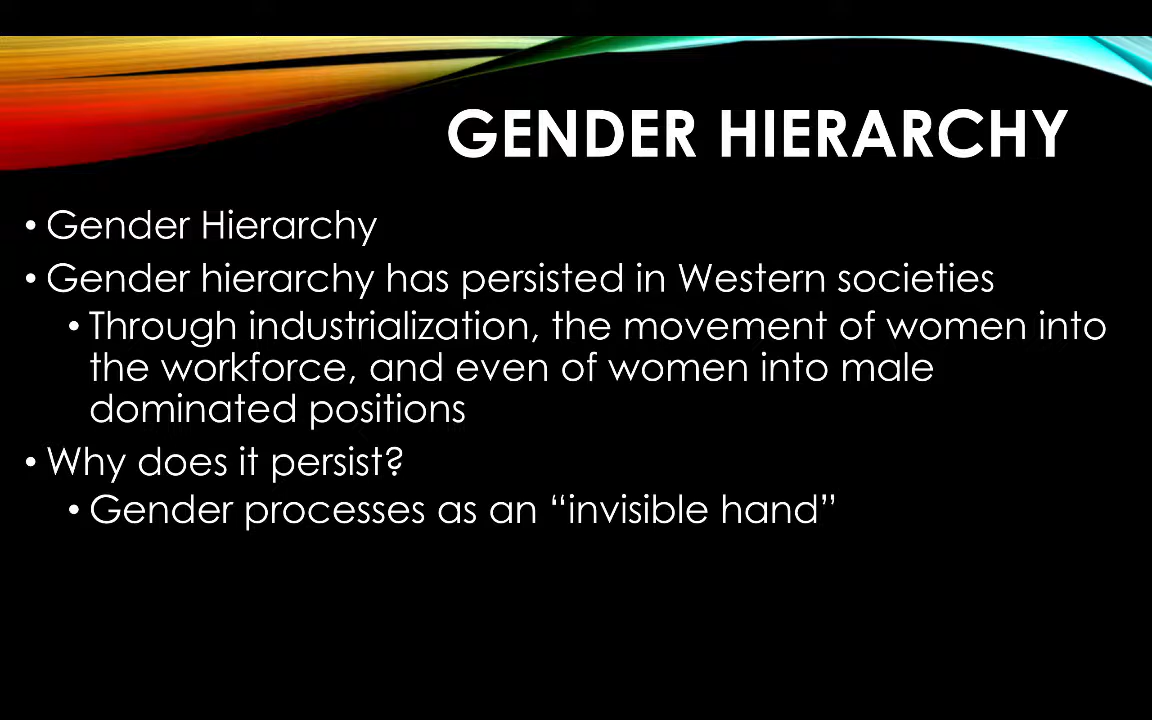 GENDER HIERARCHY
• Gender Hierarchy
• Gender hierarchy has persisted in Western societies
• Through industrialization, the movement of women into
the workforce, and even of women into male
dominated positions
• Why does it persist?
• Gender processes as an “invisible hand”